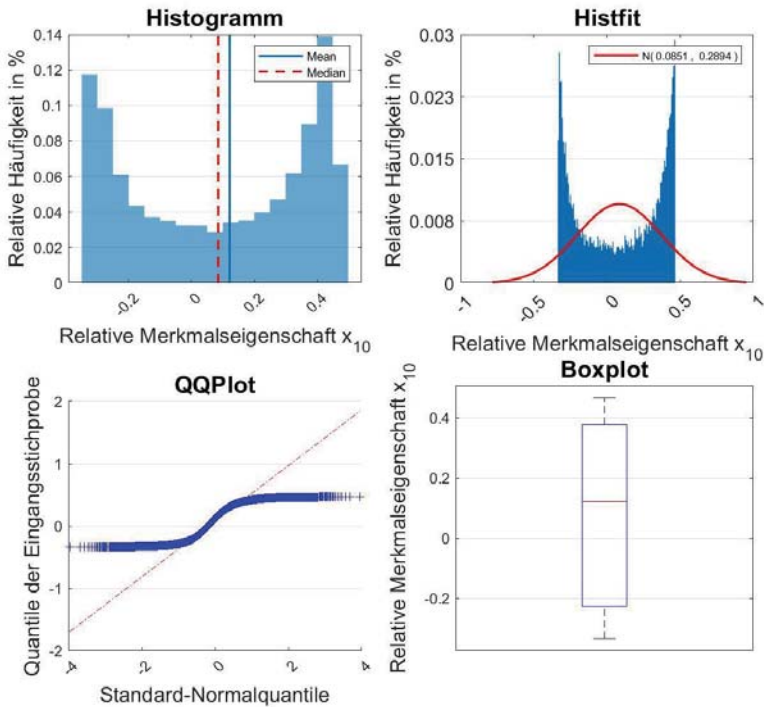 Histogramm
0.14
0.12
0.1
0.08
0.06
0.04
0.02
0
Relative Häufigkeit in %
Mean
Median
-0.2
0
0.2
0.4
Relative Merkmalseigenschaft x10
Histfit
0.03
0.023
0.015
0.008
0
Relative Häufigkeit in %
N( 0.0851 , 0.2894 )
-1
-0.5
0
0.5
1
Relative Merkmalseigenschaft x10
QQPlot
2
1
0
-1
-2
Quantile der Eingangsstichprobe
-4
-2
0
2
4
Standard-Normalquantile
Boxplot
0.4
0.2
0
-0.2
Relative Merkmalseigenschaft x10